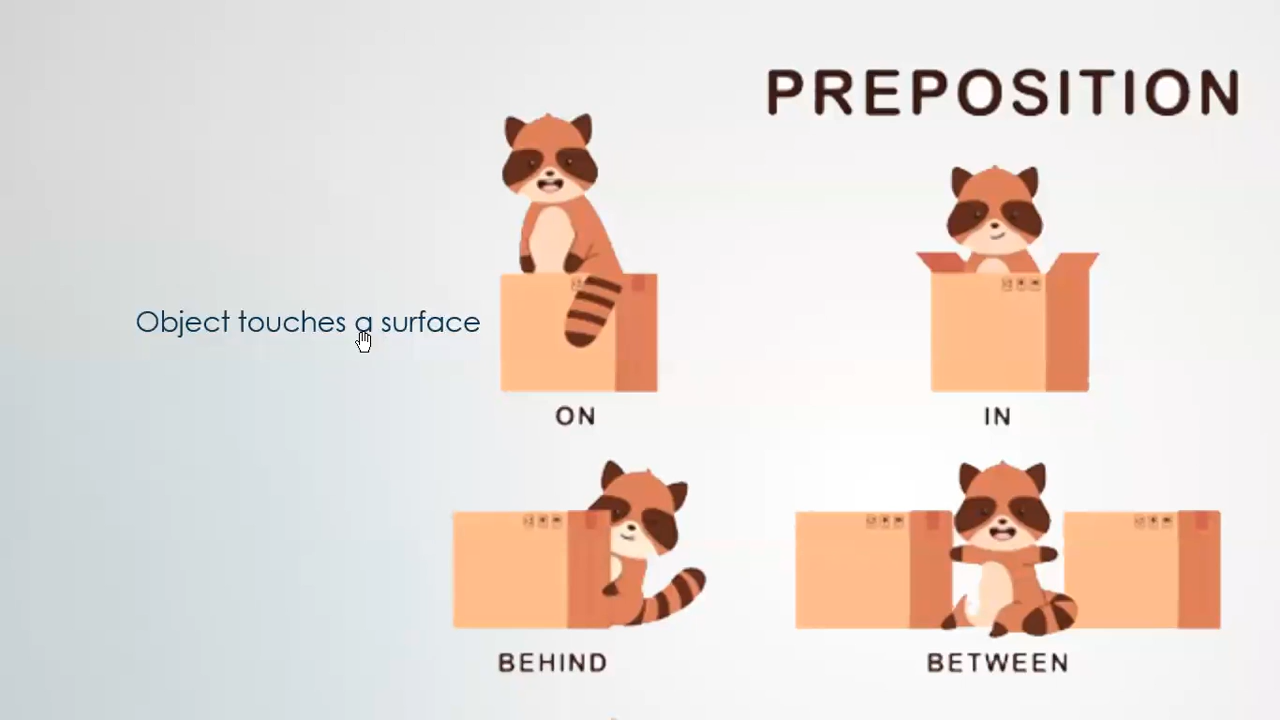 PREPOSITION
Object touches a surface
ON
IN
BEHIND
BETWEEN